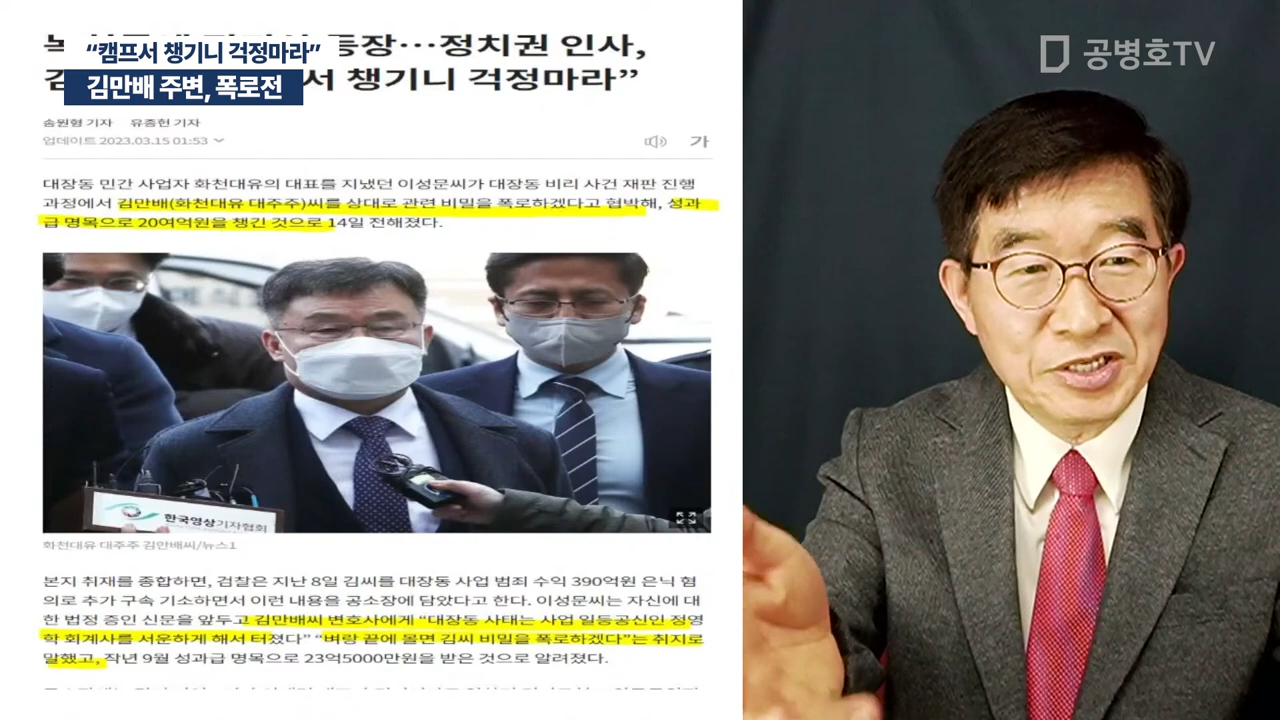 “캠프서 챙기니 걱정마라”
김만배 주변, 폭로전
등장…정치권 인사,
서 챙기니 걱정마라”
공병호TV
송원형 기자 유종헌 기자
업데이트 2023.03.15 01:53
가
대장동 민간 사업자 화천대유의 대표를 지냈던 이성문씨가 대장동 비리 사건 재판 진행
과정에서 김만배(화천대유 대주주)씨를 상대로 관련 비밀을 폭로하겠다고 협박해, 성과
급 명목으로 20여억원을 챙긴 것으로 14일 전해졌다.
한국영상기자협회
화천대유 대주주 김만배씨/뉴스1
본지 취재를 종합하면, 검찰은 지난 8일 김씨를 대장동 사업 범죄 수익 390억원 은닉 혐
의로 추가 구속 기소하면서 이런 내용을 공소장에 담았다고 한다. 이성문씨는 자신에 대
한 법정 증인 신문을 앞두고 김만배씨 변호사에게 “대장동 사태는 사업 일등공신인 정영
학 회계사를 서운하게 해서 터졌다” “벼랑 끝에 몰면 김씨 비밀을 폭로하겠다”는 취지로
말했고, 작년 9월 성과급 명목으로 23억5000만원을 받은 것으로 알려졌다.